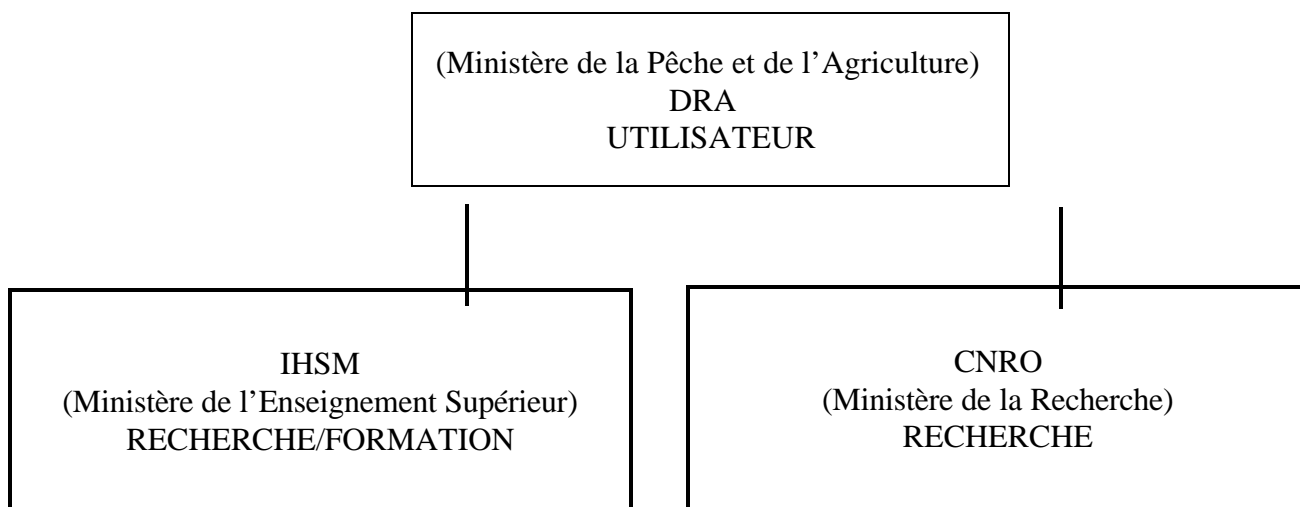 (Ministère de la Pêche et de l’Agriculture)
DRA
UTILISATEUR
IHSM
(Ministère de l’Enseignement Supérieur)
RECHERCHE/FORMATION
CNRO
(Ministère de la Recherche)
RECHERCHE